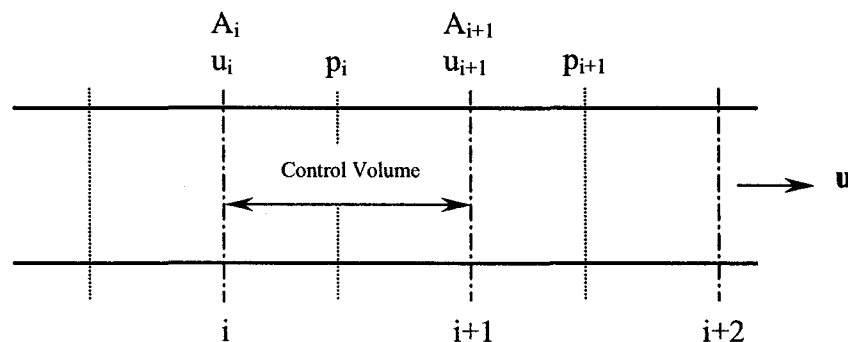 Aᵢ Aᵢ₊₁
uᵢ pᵢ uᵢ₊₁ pᵢ₊₁
Control Volume
u
i i+1 i+2